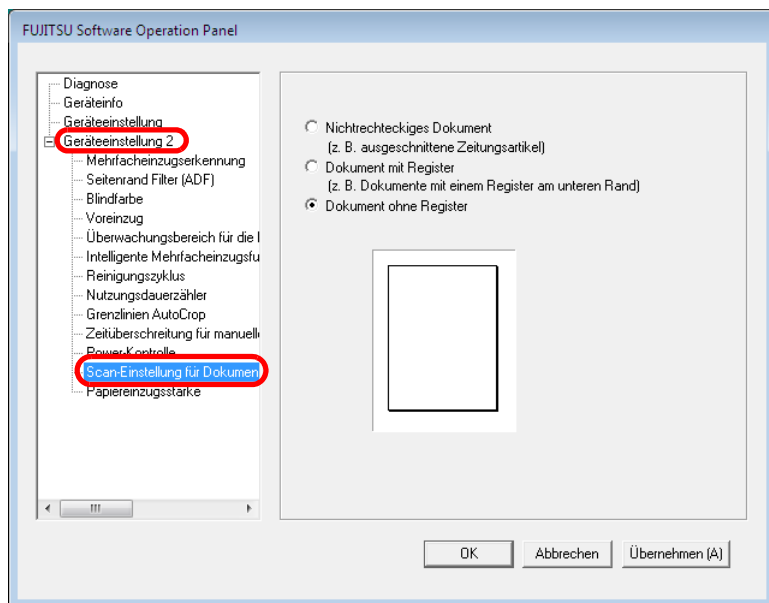 FUJITSU Software Operation Panel
Diagnose
Geräteinfo
Geräteeinstellung
Geräteeinstellung 2
Mehrfacheinzugserkennung
Seitenrand Filter (ADF)
Blindfarbe
Voreinzug
Überwachungsbereich für die I
Intelligente Mehrfacheinzugsfu
Reinigungszyklus
Nutzungsdauerzähler
Grenzlinien AutoCrop
Zeitüberschreitung für manuell
Power-Kontrolle
Scan-Einstellung für Dokumen
Papiereinzugsstärke
Nichtrechteckiges Dokument
(z. B. ausgeschnittene Zeitungsartikel)
Dokument mit Register
(z. B. Dokumente mit einem Register am unteren Rand)
Dokument ohne Register
OK
Abbrechen
Übernehmen (A)